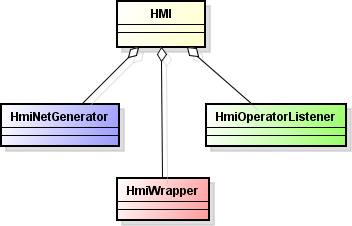 HMI
HmiNetGenerator
HmiOperatorListener
HmiWrapper